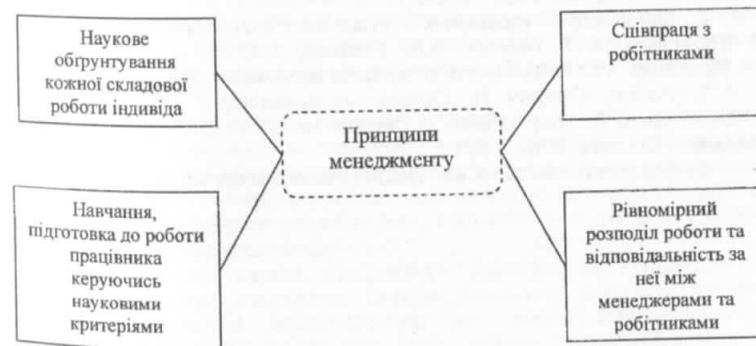 Наукове
обґрунтування
кожної складової
роботи індивіда
Співпраця з
робітниками
Принципи
менеджменту
Навчання,
підготовка до роботи
працівника
керуючись
науковими
критеріями
Рівномірний
розподіл роботи та
відповідальність за
неї між
менеджерами та
робітниками